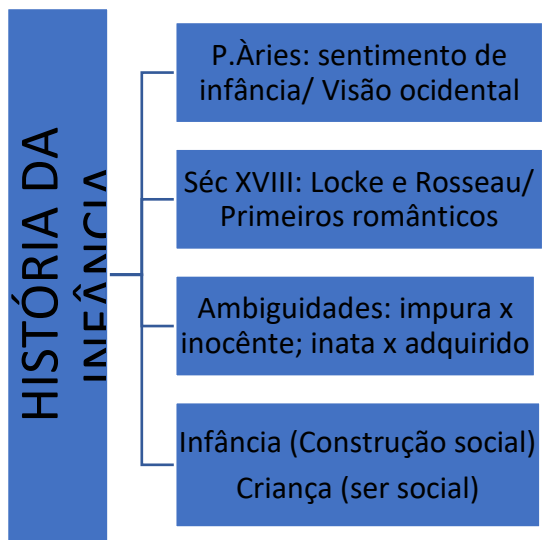 HISTÓRIA DA
INFÂNCIA
P.Àries: sentimento de
infância/ Visão ocidental
Séc XVIII: Locke e Rosseau/
Primeiros românticos
Ambiguidades: impura x
inocênte; inata x adquirido
Infância (Construção social)
Criança (ser social)